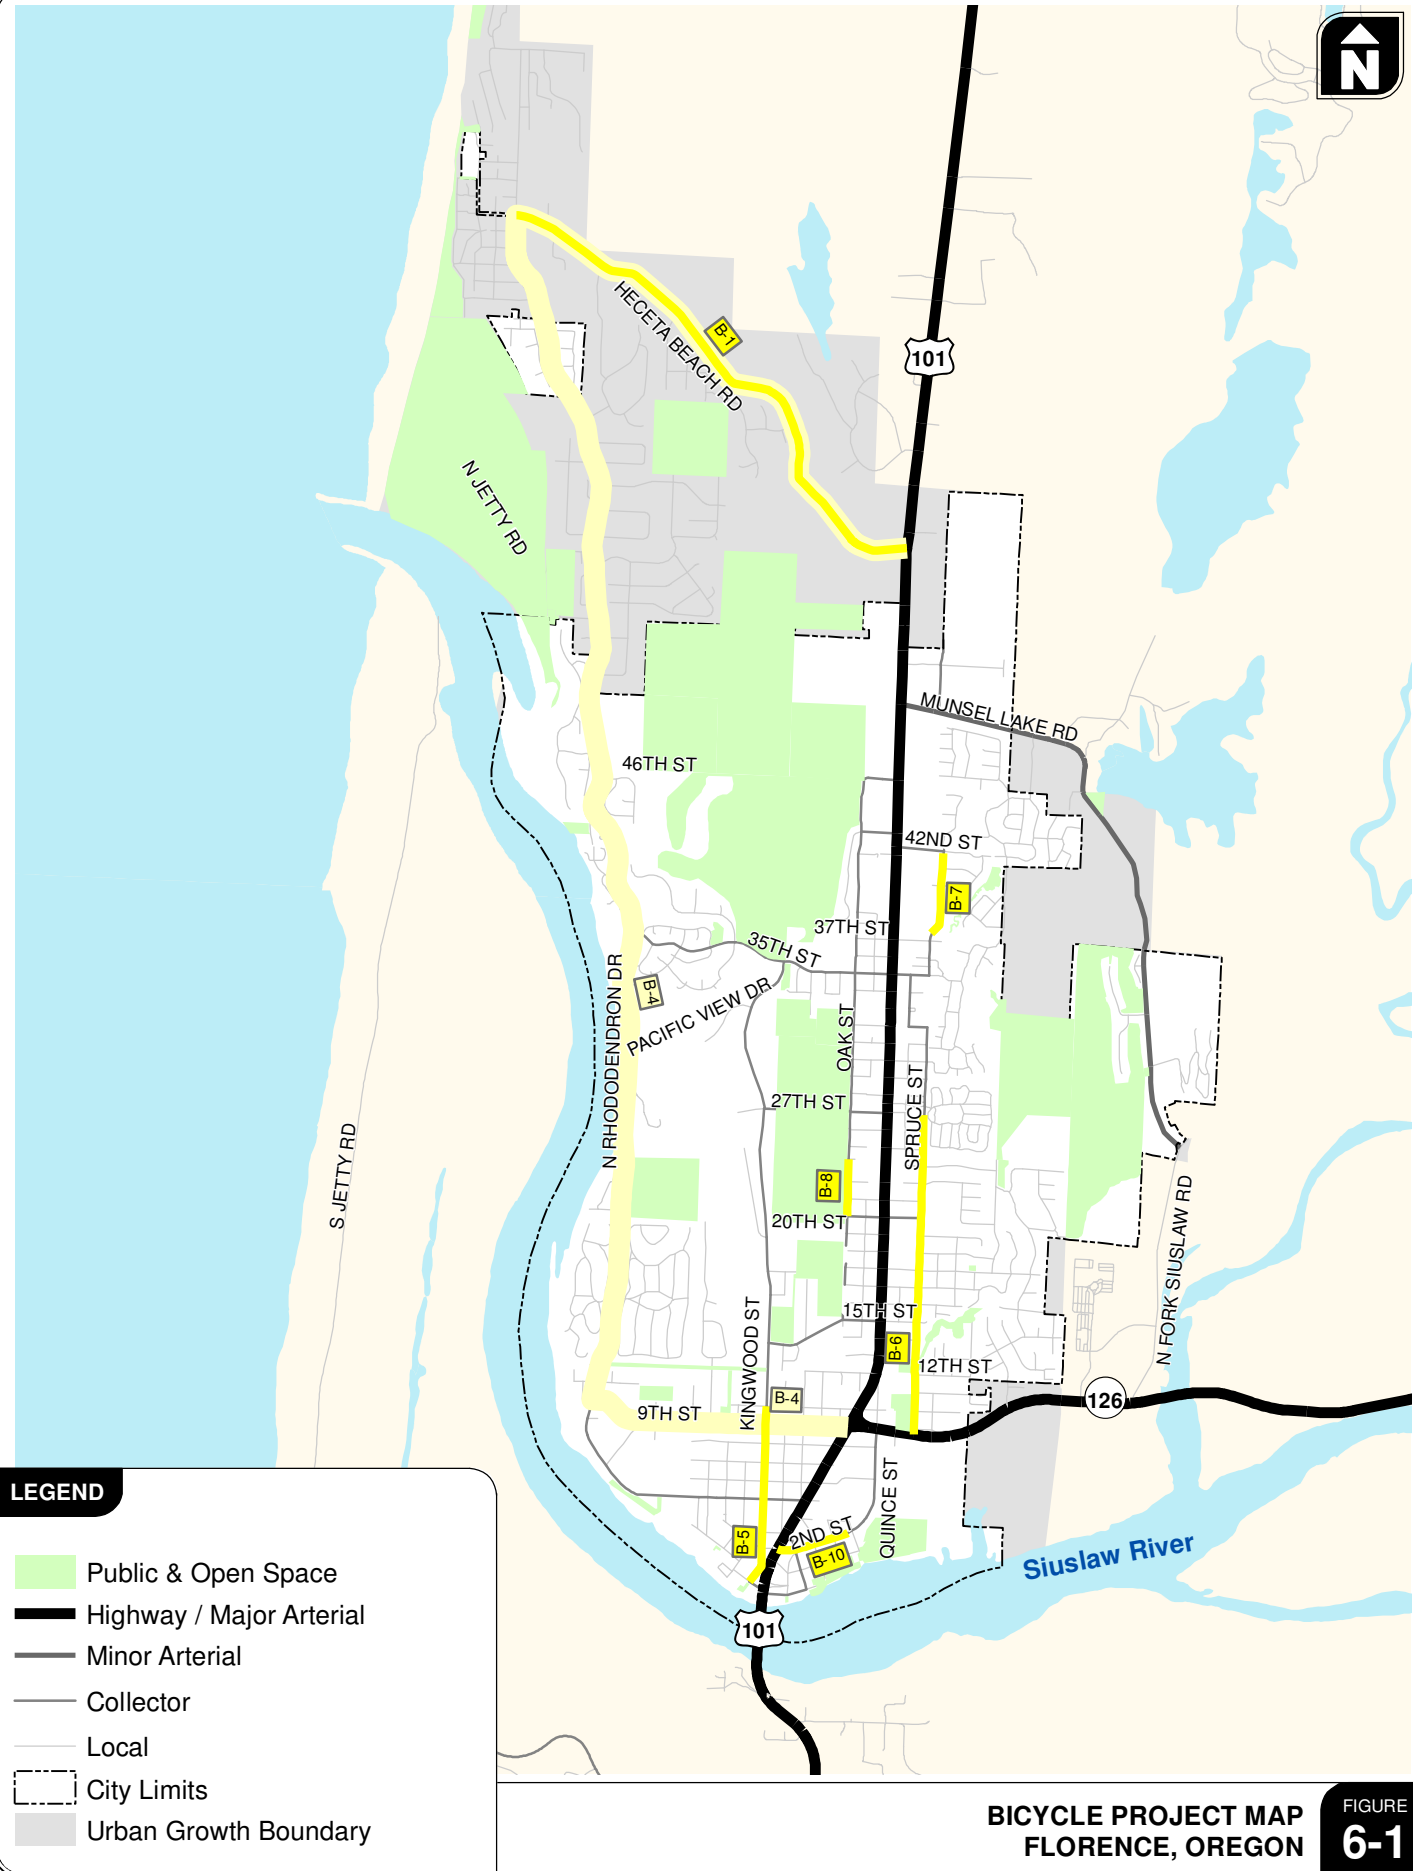 N
B-1
HECETA BEACH RD
101
N JETTY RD
MUNSEL LAKE RD
46TH ST
42ND ST
B-7
37TH ST
35TH ST
B-4
N RHODODENDRON DR
PACIFIC VIEW DR
OAK ST
27TH ST
SPRUCE ST
S JETTY RD
B-8
20TH ST
N FORK SIUSLAW RD
15TH ST
KINGWOOD ST
B-6
12TH ST
B-4
126
9TH ST
QUINCE ST
B-5
2ND ST
B-10
Siuslaw River
101
LEGEND
Public & Open Space
Highway / Major Arterial
Minor Arterial
Collector
Local
City Limits
Urban Growth Boundary
BICYCLE PROJECT MAP
FLORENCE, OREGON
FIGURE
6-1